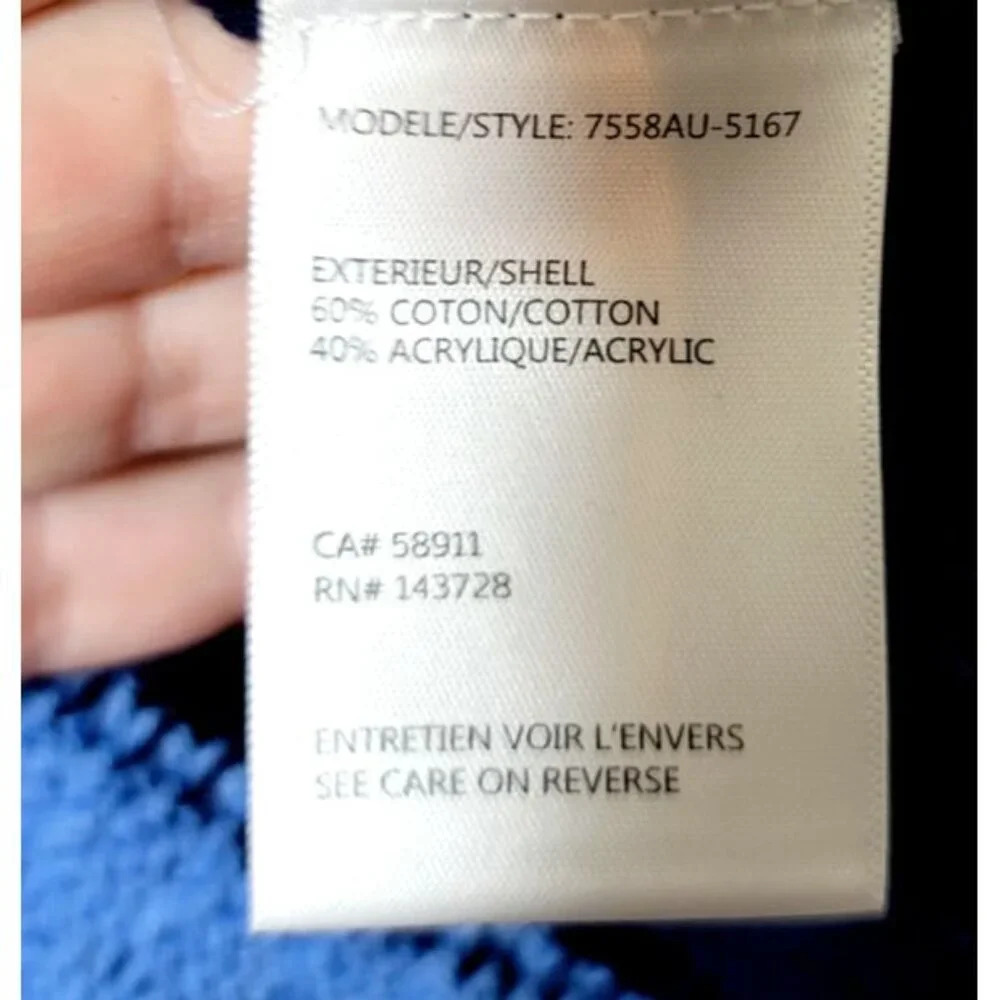 MODELE/STYLE: 7558AU-5167
EXTERIEUR/SHELL
60% COTON/COTTON
40% ACRYLIQUE/ACRYLIC
CA# 58911
RN# 143728
ENTRETIEN VOIR L'ENVERS
SEE CARE ON REVERSE